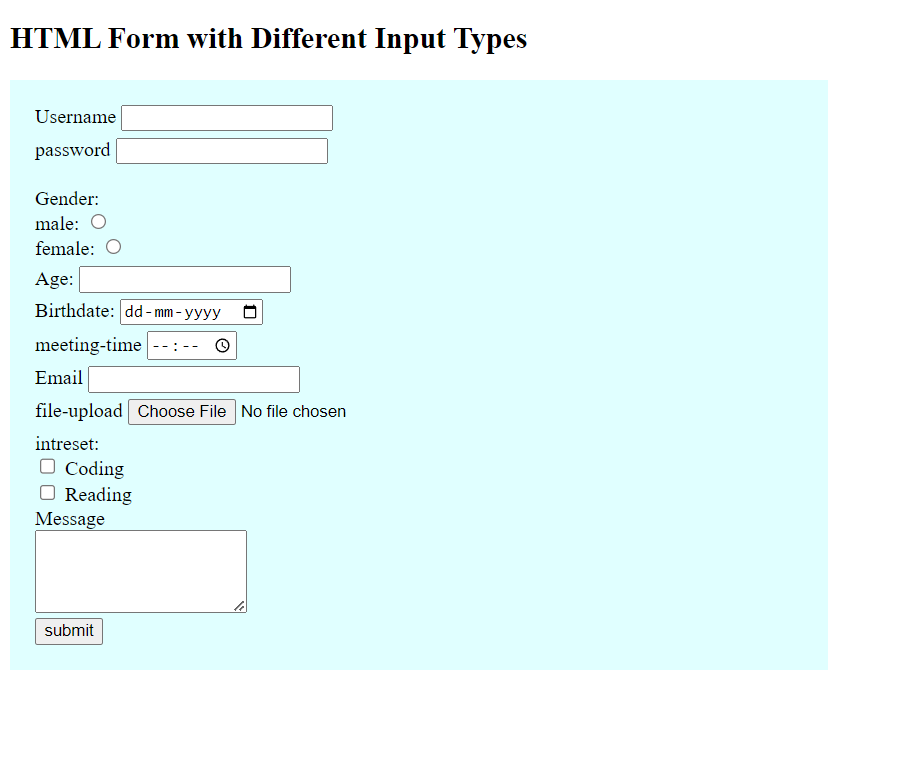 HTML Form with Different Input Types
Username
password
Gender:
male:
female:
Age:
Birthdate: dd-mm-yyyy
meeting-time --:--
Email
file-upload Choose File No file chosen
intreset:
Coding
Reading
Message
submit